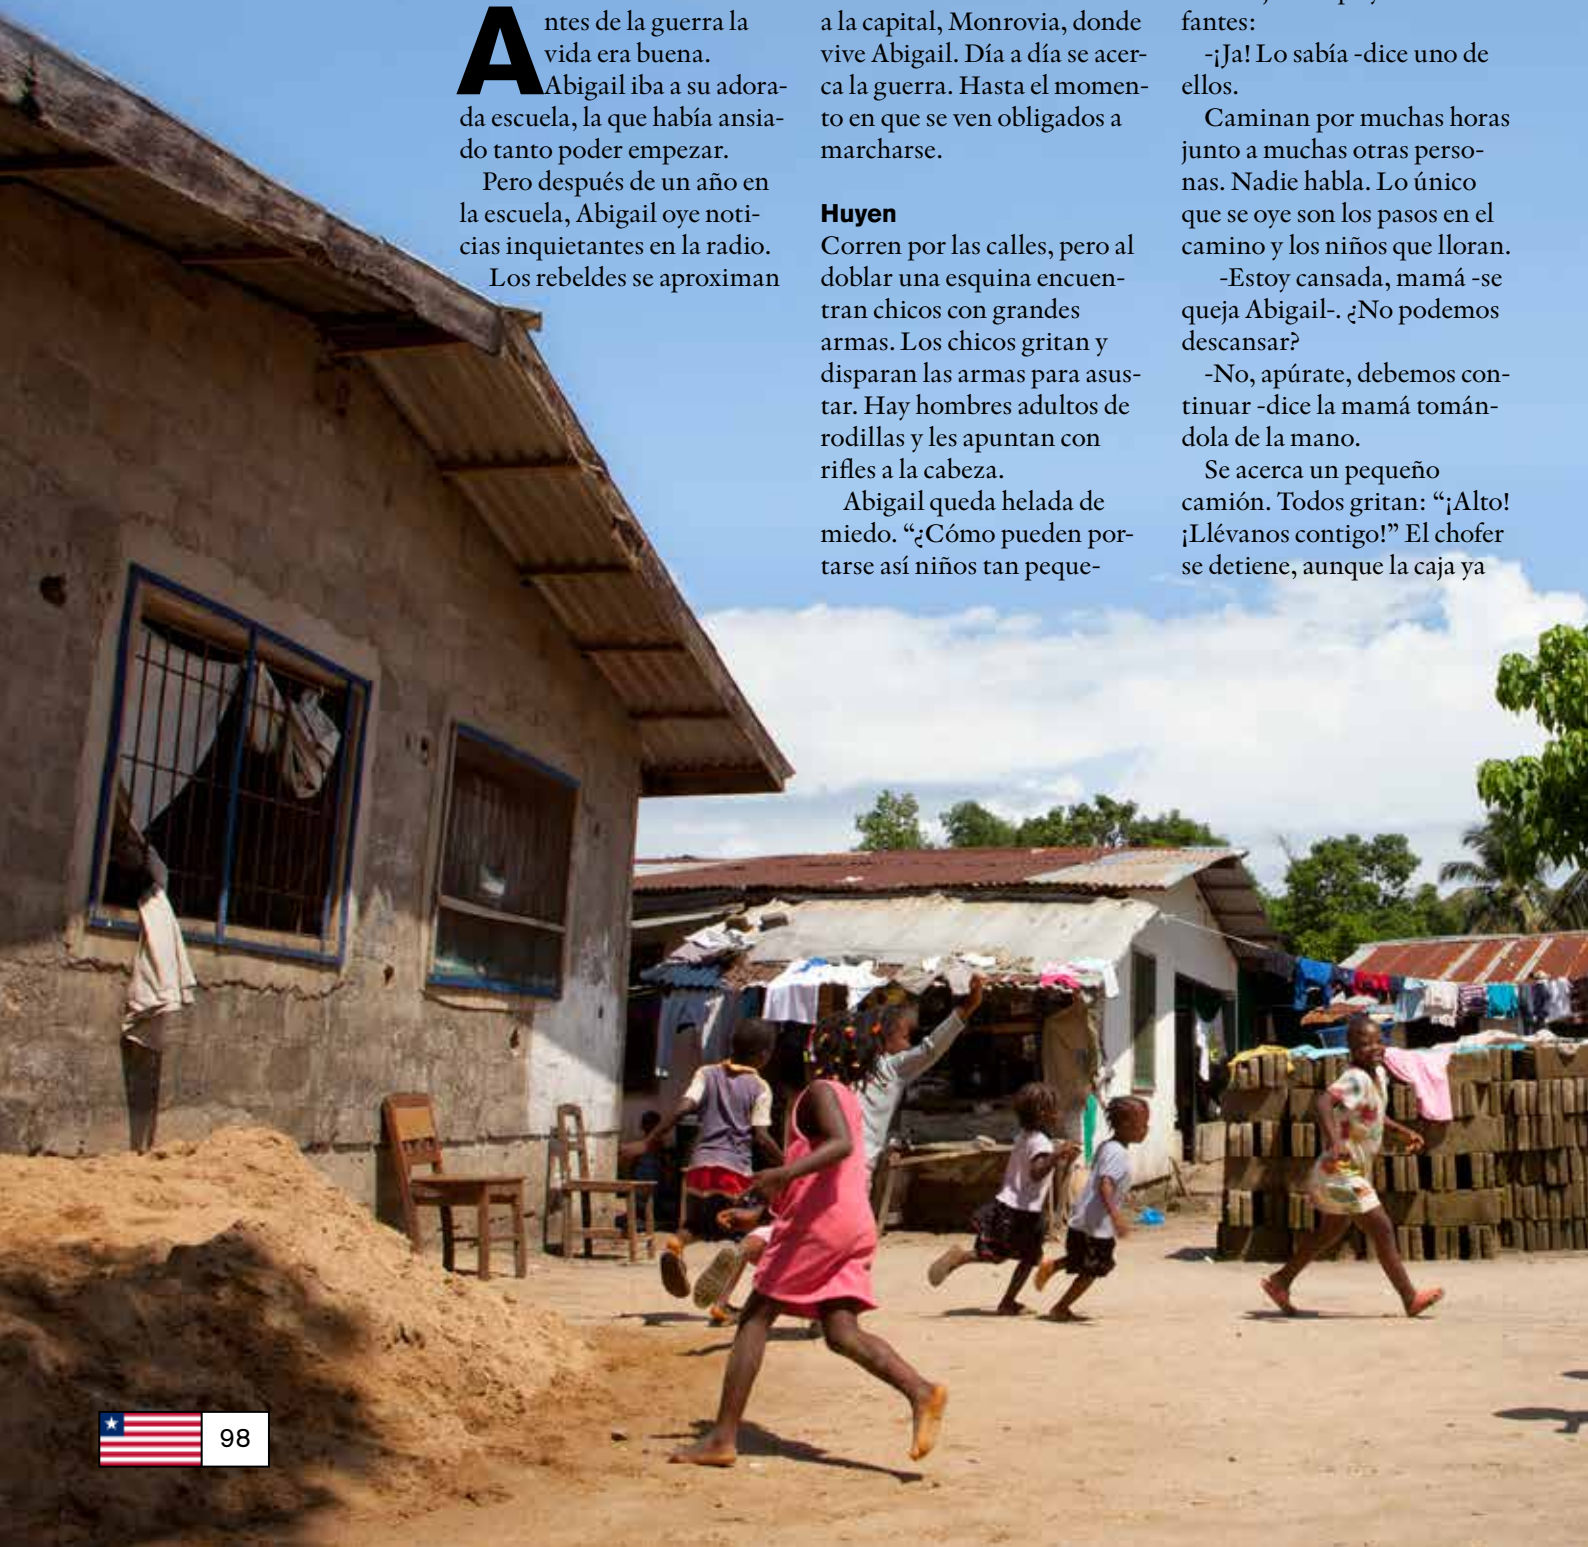 Antes de la guerra la
vida era buena.
Abigail iba a su adora-
da escuela, la que había ansia-
do tanto poder empezar.
Pero después de un año en
la escuela, Abigail oye noti-
cias inquietantes en la radio.
Los rebeldes se aproximan
a la capital, Monrovia, donde
vive Abigail. Día a día se acer-
ca la guerra. Hasta el momen-
to en que se ven obligados a
marcharse.
Huyen
Corren por las calles, pero al
doblar una esquina encuen-
tran chicos con grandes
armas. Los chicos gritan y
disparan las armas para asus-
tar. Hay hombres adultos de
rodillas y les apuntan con
rifles a la cabeza.
Abigail queda helada de
miedo. “¿Cómo pueden por-
tarse así niños tan peque-
fantes:
-¡Ja! Lo sabía -dice uno de
ellos.
Caminan por muchas horas
junto a muchas otras perso-
nas. Nadie habla. Lo único
que se oye son los pasos en el
camino y los niños que lloran.
-Estoy cansada, mamá -se
queja Abigail-. ¿No podemos
descansar?
-No, apúrate, debemos con-
tinuar -dice la mamá tomán-
dola de la mano.
Se acerca un pequeño
camión. Todos gritan: “¡Alto!
¡Llévanos contigo!” El chofer
se detiene, aunque la caja ya
98